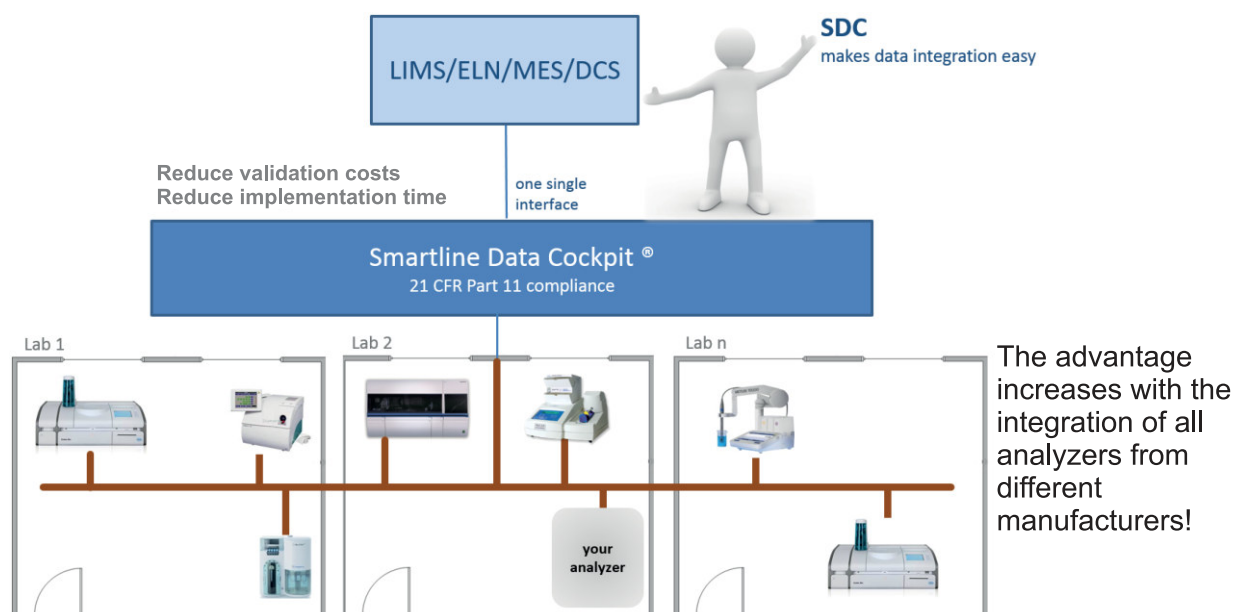 LIMS/ELN/MES/DCS
SDC
makes data integration easy
Reduce validation costs
Reduce implementation time
one single
interface
Smartline Data Cockpit ®
21 CFR Part 11 compliance
Lab 1
Lab 2
Lab n
The advantage
increases with the
integration of all
analyzers from
different
manufacturers!
your
analyzer